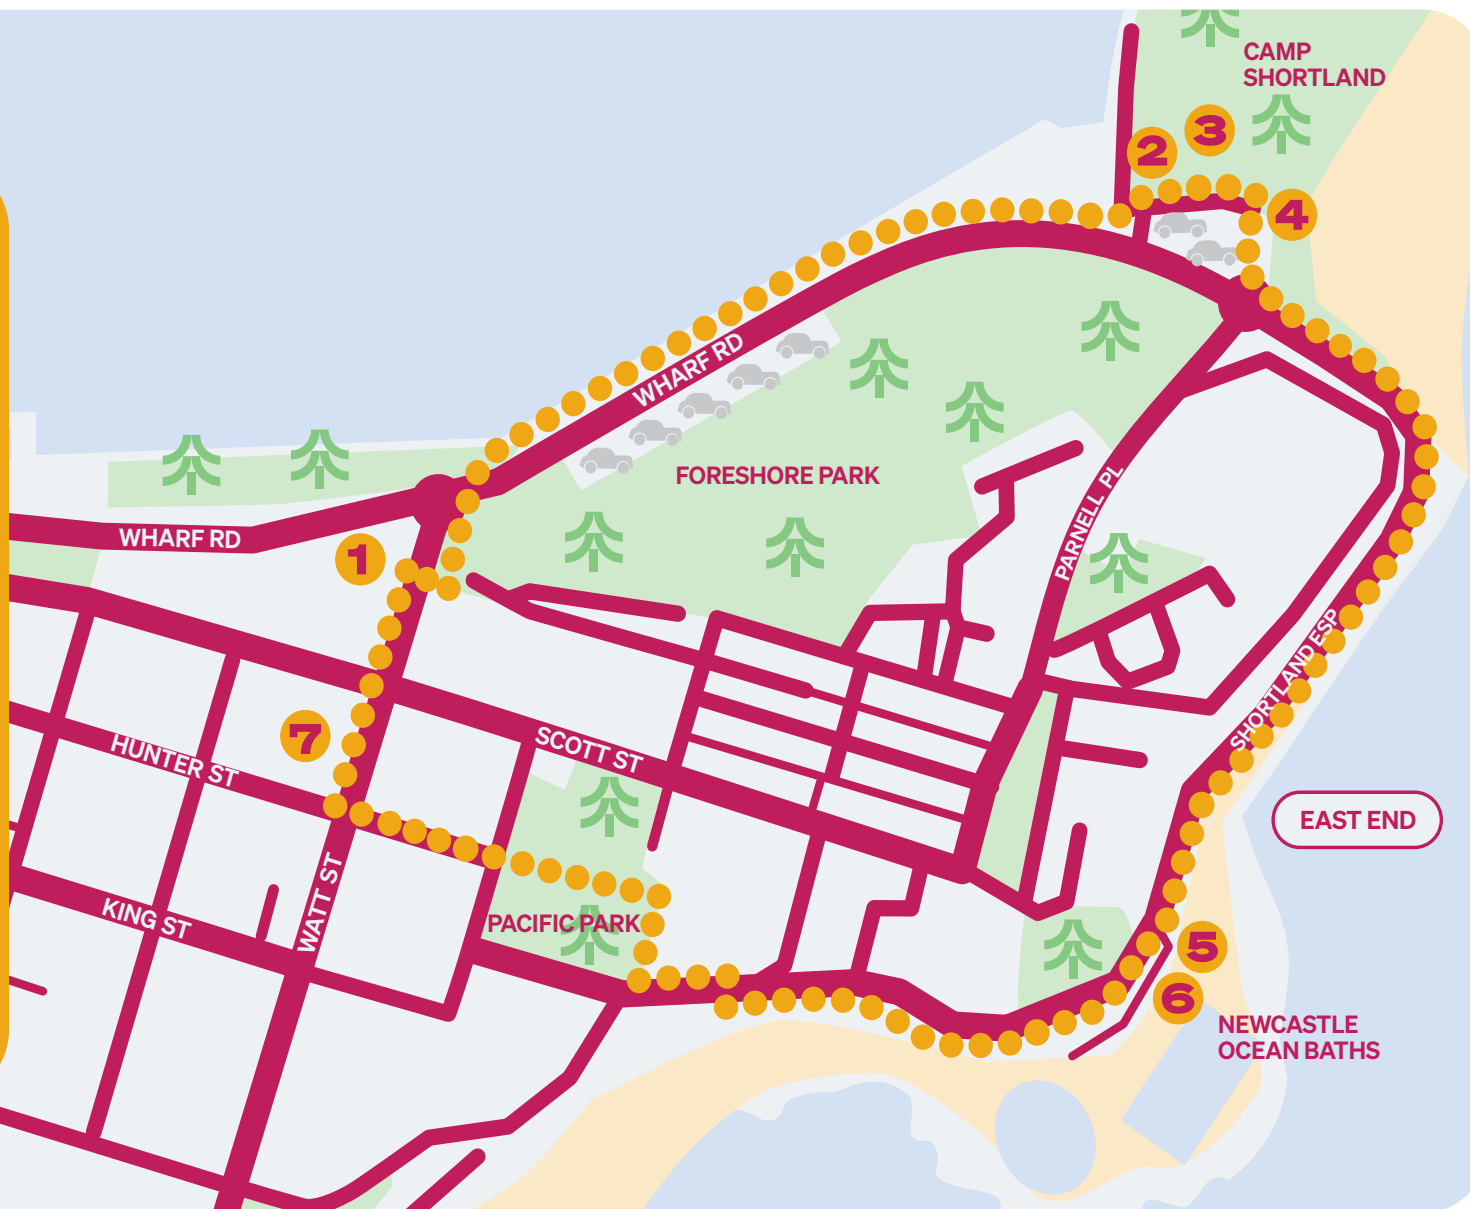 CAMP
SHORTLAND
3
2
4
WHARF RD
FORESHORE PARK
PARNELL PL
WHARF RD
1
SHORTLAND ESP
7
HUNTER ST
SCOTT ST
EAST END
WATT ST
KING ST
PACIFIC PARK
5
6
NEWCASTLE
OCEAN BATHS